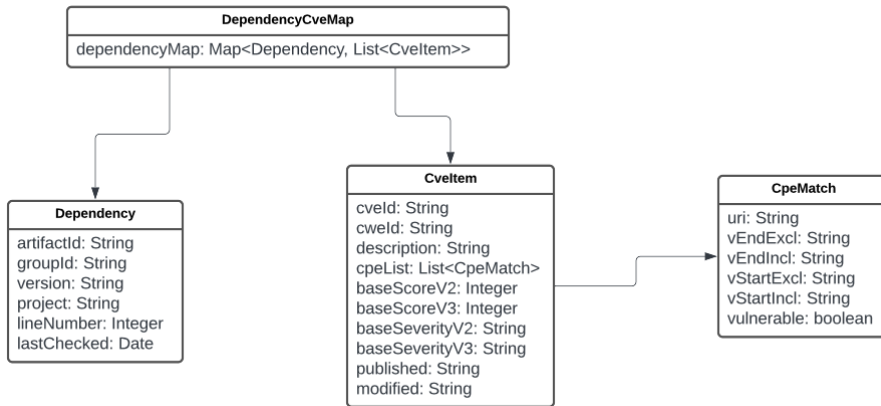 DependencyCveMap
dependencyMap: Map<Dependency, List<CveItem>>
Dependency
artifactId: String
groupId: String
version: String
project: String
lineNumber: Integer
lastChecked: Date
CveItem
cveId: String
cweId: String
description: String
cpeList: List<CpeMatch>
baseScoreV2: Integer
baseScoreV3: Integer
baseSeverityV2: String
baseSeverityV3: String
published: String
modified: String
CpeMatch
uri: String
vEndExcl: String
vEndIncl: String
vStartExcl: String
vStartIncl: String
vulnerable: boolean